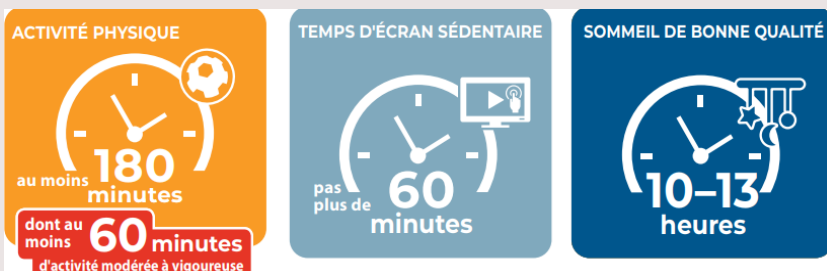 ACTIVITÉ PHYSIQUE
au moins 180
minutes
dont au
moins 60 minutes
d'activité modérée à vigoureuse
TEMPS D'ÉCRAN SÉDENTAIRE
pas
plus de 60
minutes
SOMMEIL DE BONNE QUALITÉ
10–13
heures